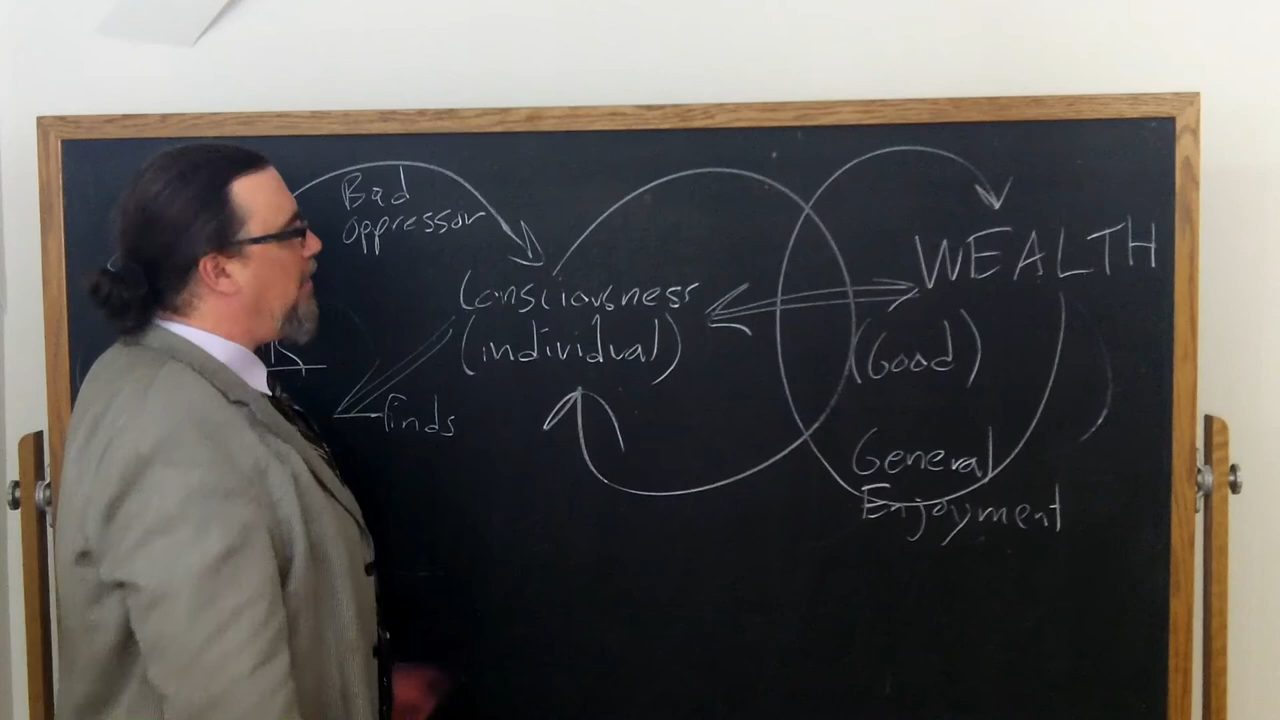 Bad
oppressor
Consciousness
(individual)
finds
WEALTH
(Good)
General
Enjoyment